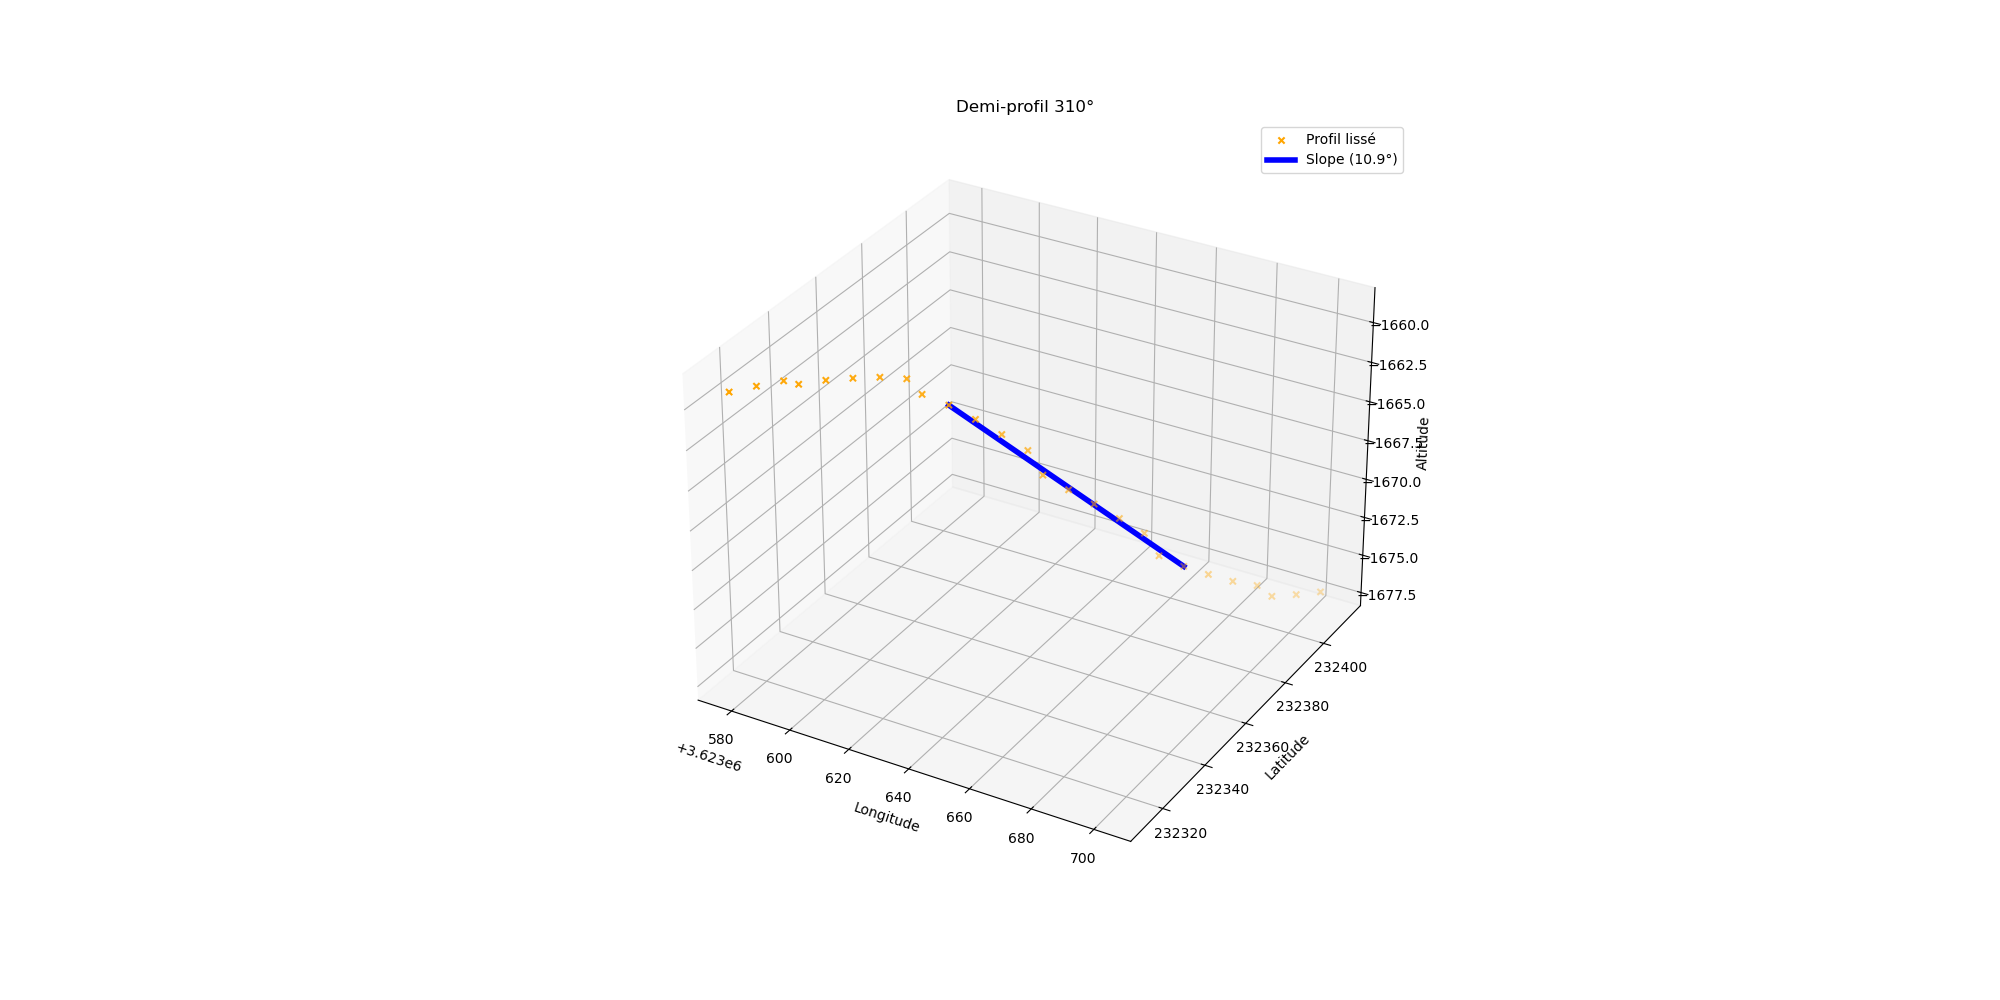 Demi-profil 310°
Profil lissé
Slope (10.9°)
−1660.0
−1662.5
−1665.0
−1667.5
−1670.0
−1672.5
−1675.0
−1677.5
Altitude
232400
232380
232360
232340
232320
Latitude
580
600
620
640
660
680
700
+3.623e6
Longitude